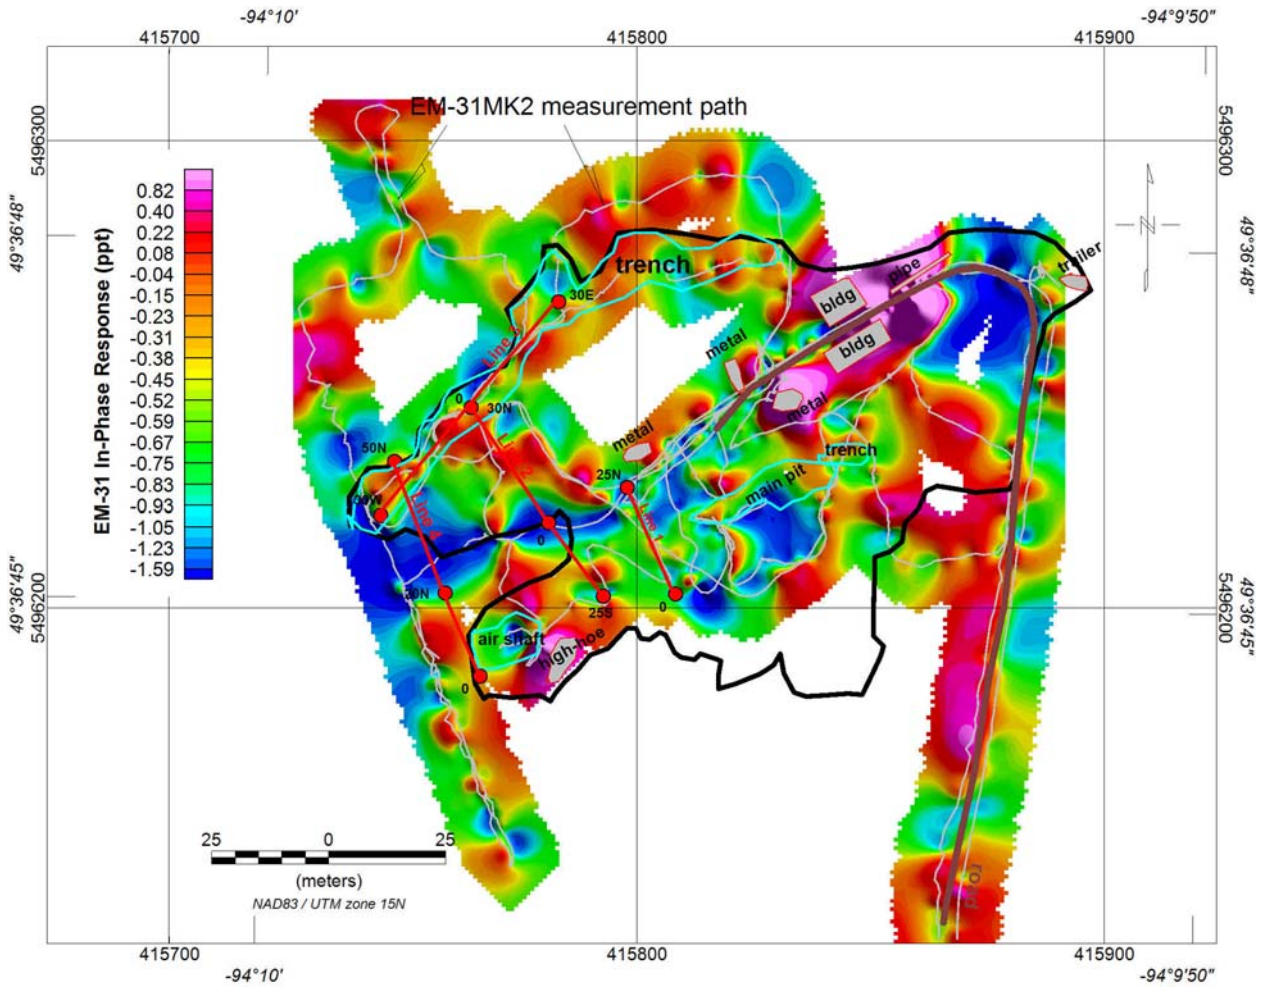 -94°10'
-94°9'50"
415700
415800
415900
EM-31MK2 measurement path
5496300
5496300
49°36'48"
49°36'48"
EM-31 In-Phase Response (ppt)
0.82
0.40
0.22
0.08
-0.04
-0.15
-0.23
-0.31
-0.38
-0.45
-0.52
-0.59
-0.67
-0.75
-0.83
-0.93
-1.05
-1.23
-1.59
N
trench
pipe
trailer
bldg
bldg
30E
metal
metal
0
30N
metal
trench
50N
25N
main pit
Line 4
Line 1
0
20N
25S
0
air shaft
high-hoe
0
49°36'45"
5496200
5496200
49°36'45"
25
0
25
(meters)
NAD83 / UTM zone 15N
road
415700
415800
415900
-94°10'
-94°9'50"